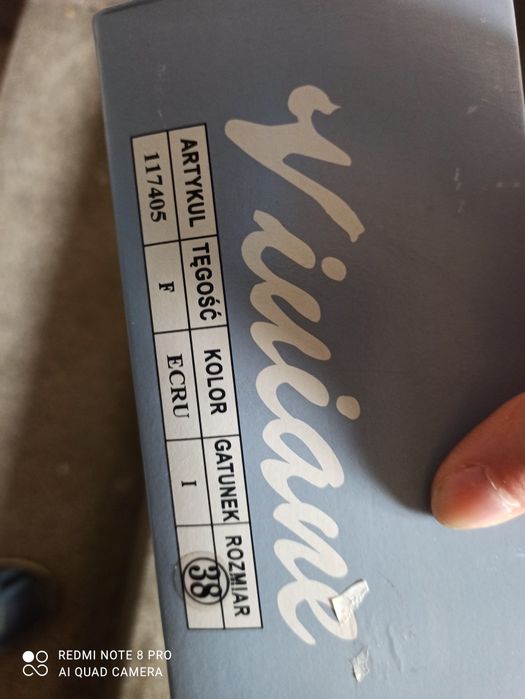 Viviane
ARTYKUŁ TĘGOŚĆ KOLOR GATUNEK ROZMIAR
117405 F ECRU I 38
REDMI NOTE 8 PRO
AI QUAD CAMERA